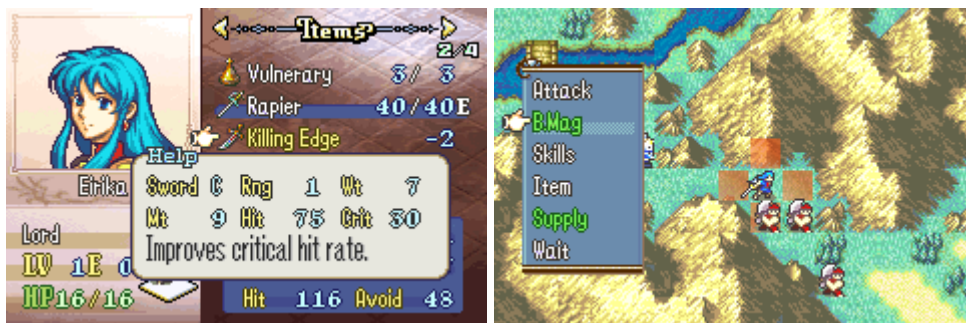 Items
2/4
Vulnerary 3/ 3
Rapier 40/40E
Killing Edge -2
Help
Sword C Rng 1 Wt 7
Mt 9 Hit 75 Crit 30
Improves critical hit rate.
Eirika
Lord
LV 1E 0
HP16/16
Hit 116 Avoid 48
Attack
B.Mag
Skills
Item
Supply
Wait